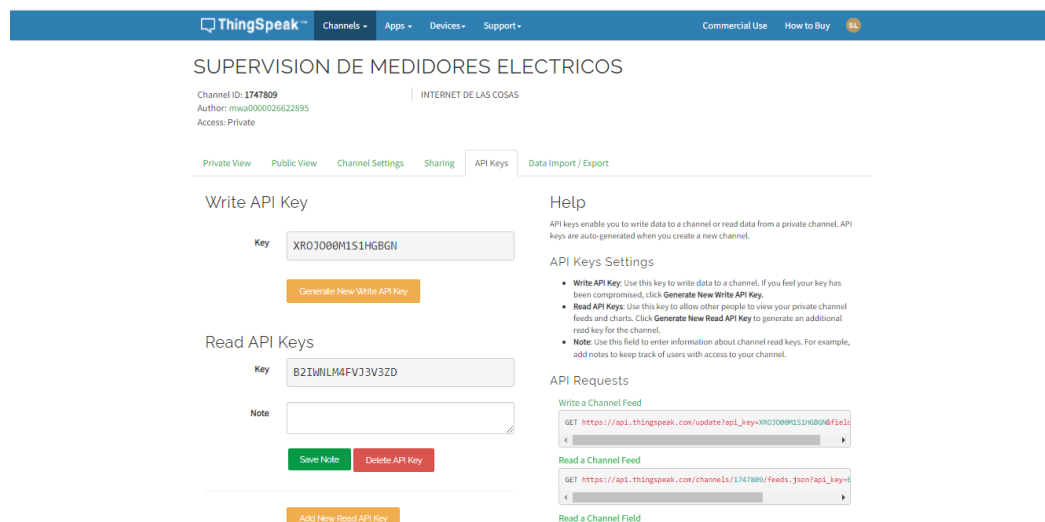 ThingSpeak™ Channels Apps Devices Support Commercial Use How to Buy SL
SUPERVISION DE MEDIDORES ELECTRICOS
Channel ID: 1747809
Author: mwa0000026622895
Access: Private
INTERNET DE LAS COSAS
Private View Public View Channel Settings Sharing API Keys Data Import / Export
Write API Key
Key XROJO00M1S1HGBGN
Generate New Write API Key
Read API Keys
Key B2IWNLM4FVJ3V3ZD
Note
Save Note Delete API Key
Add New Read API Key
Help
API keys enable you to write data to a channel or read data from a private channel. API
keys are auto-generated when you create a new channel.
API Keys Settings
Write API Key: Use this key to write data to a channel. If you feel your key has
been compromised, click Generate New Write API Key.
Read API Keys: Use this key to allow other people to view your private channel
feeds and charts. Click Generate New Read API Key to generate an additional
read key for the channel.
Note: Use this field to enter information about channel read keys. For example,
add notes to keep track of users with access to your channel.
API Requests
Write a Channel Feed
GET https://api.thingspeak.com/update?api_key=XROJO00M1S1HGBGN&field
Read a Channel Feed
GET https://api.thingspeak.com/channels/1747809/feeds.json?api_key=B
Read a Channel Field